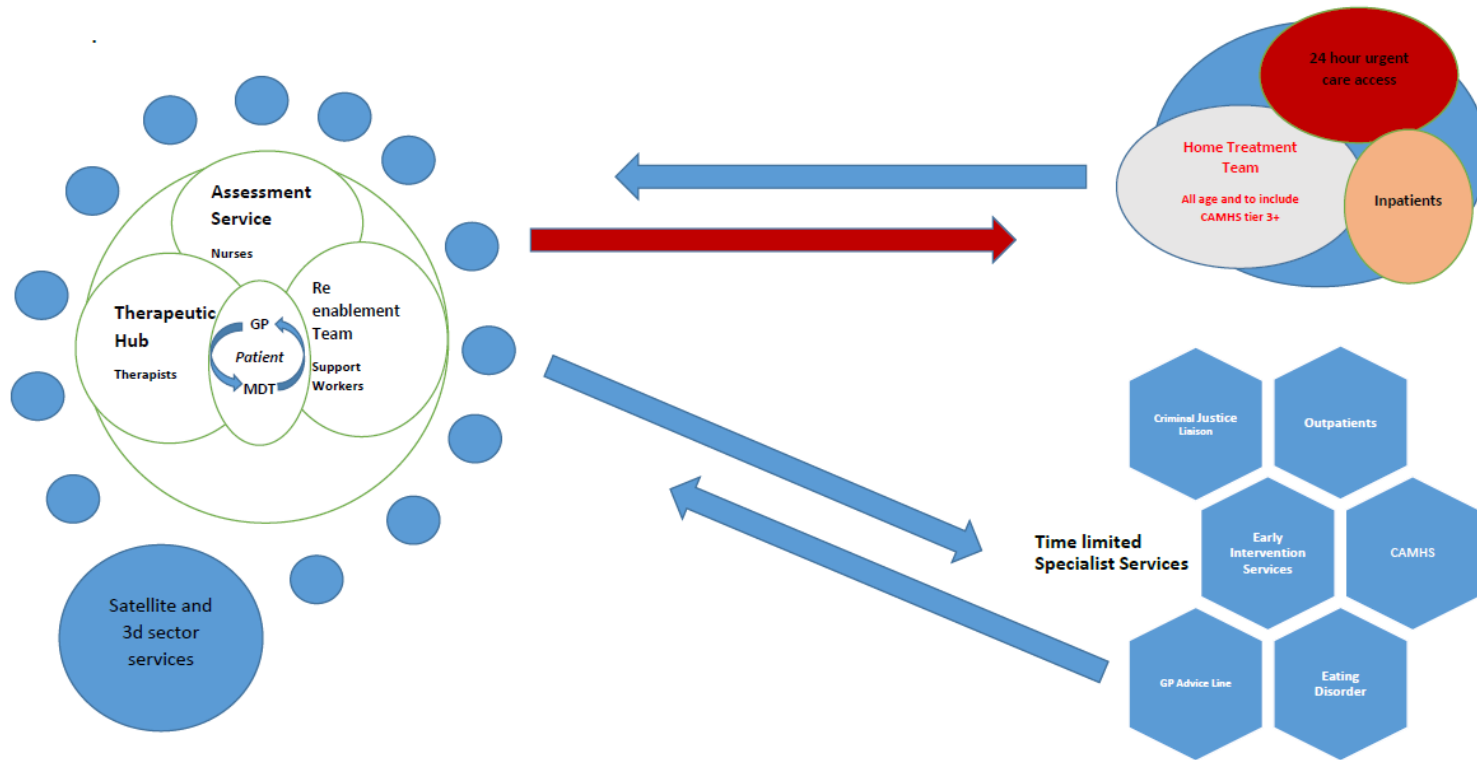 Assessment
Service
Nurses
Therapeutic
Hub
Therapists
Re
enablement
Team
Support
Workers
GP
Patient
MDT
Satellite and
3d sector
services
24 hour urgent
care access
Home Treatment
Team
All age and to include
CAMHS tier 3+
Inpatients
Time limited
Specialist Services
Criminal Justice
Liaison
Outpatients
Early
Intervention
Services
CAMHS
GP Advice Line
Eating
Disorder